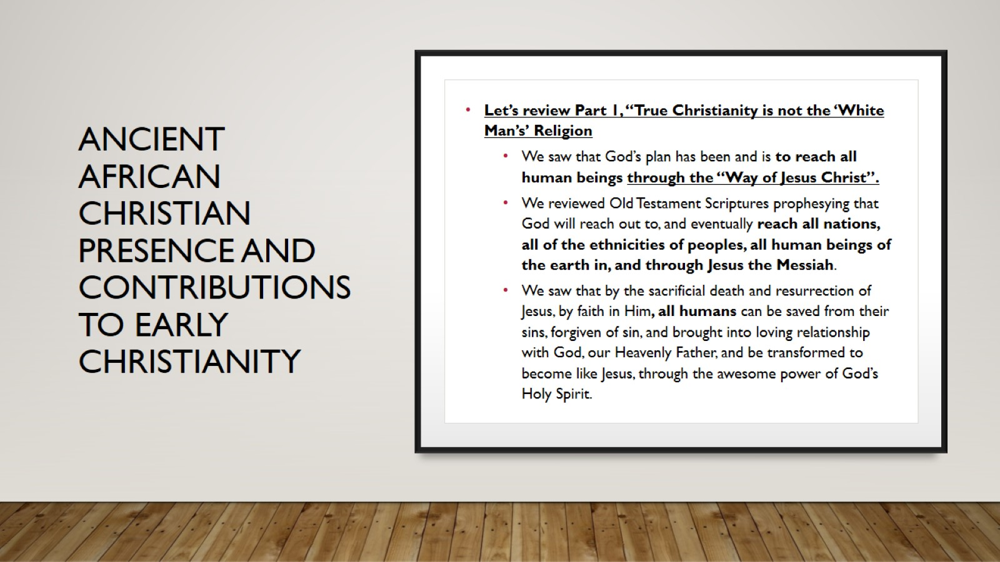 ANCIENT
AFRICAN
CHRISTIAN
PRESENCE AND
CONTRIBUTIONS
TO EARLY
CHRISTIANITY
• Let’s review Part 1, “True Christianity is not the ‘White
Man’s’ Religion
• We saw that God’s plan has been and is to reach all
human beings through the “Way of Jesus Christ”.
• We reviewed Old Testament Scriptures prophesying that
God will reach out to, and eventually reach all nations,
all of the ethnicities of peoples, all human beings of
the earth in, and through Jesus the Messiah.
• We saw that by the sacrificial death and resurrection of
Jesus, by faith in Him, all humans can be saved from their
sins, forgiven of sin, and brought into loving relationship
with God, our Heavenly Father, and be transformed to
become like Jesus, through the awesome power of God’s
Holy Spirit.